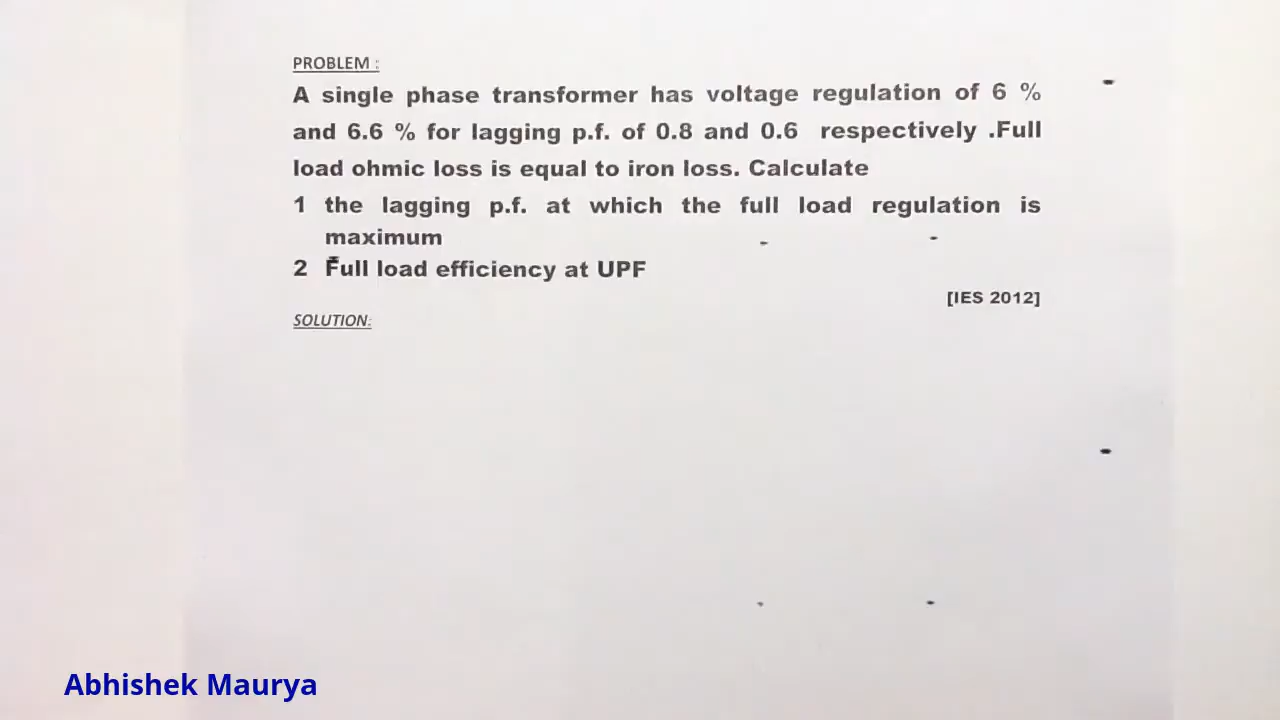 PROBLEM :
A single phase transformer has voltage regulation of 6 %
and 6.6 % for lagging p.f. of 0.8 and 0.6 respectively .Full
load ohmic loss is equal to iron loss. Calculate
1 the lagging p.f. at which the full load regulation is
maximum
2 Full load efficiency at UPF
[IES 2012]
SOLUTION:
Abhishek Maurya